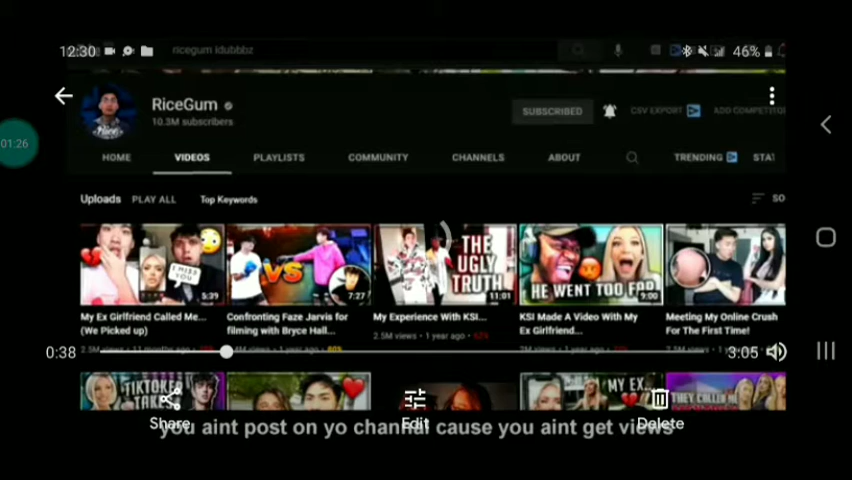 12:30
ricegum idubbbz
46%
RiceGum
10.3M subscribers
SUBSCRIBED
CSV EXPORT
ADD COMPETITOR
01:26
HOME VIDEOS PLAYLISTS COMMUNITY CHANNELS ABOUT TRENDING STAT
Uploads PLAY ALL Top Keywords SO
I MISS YOU
5:39
VS
7:27
THE UGLY TRUTH
11:01
HE WENT TOO FAR
9:00
My Ex Girlfriend Called Me...
(We Picked up)
Confronting Faze Jarvis for
filming with Bryce Hall...
My Experience With KSI...
2.5M views • 1 year ago
KSI Made A Video With My
Ex Girlfriend...
Meeting My Online Crush
For The First Time!
0:38
3:05
TIKTOKER
TAKES
MY EX...
THEY CALLED ME
Share
Edit
Delete
you aint post on yo channal cause you aint get views